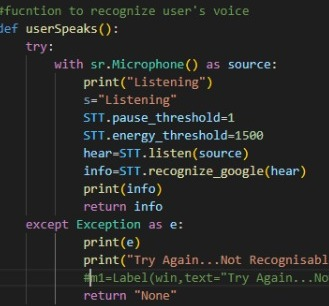 #fucntion to recognize user's voice
def userSpeaks():
    try:
        with sr.Microphone() as source:
            print("Listening")
            s="Listening"
            STT.pause_threshold=1
            STT.energy_threshold=1500
            hear=STT.listen(source)
            info=STT.recognize_google(hear)
            print(info)
            return info
    except Exception as e:
            print(e)
            print("Try Again...Not Recognisabl
            #m1=Label(win,text="Try Again...No
            return "None"